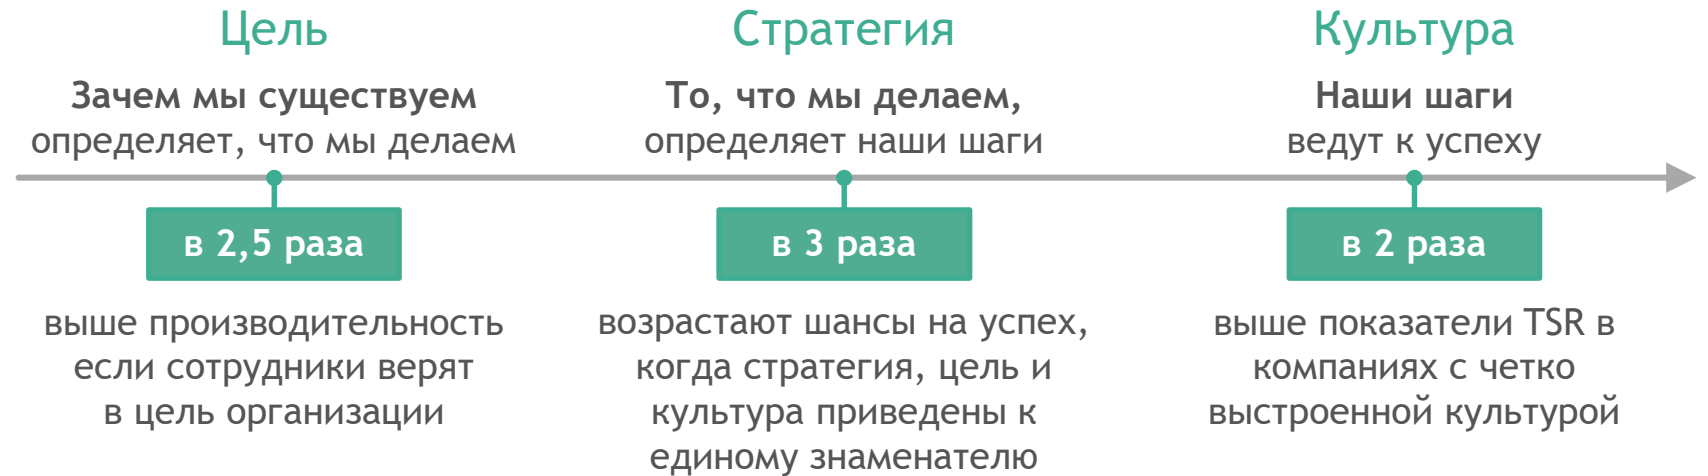 Цель
Зачем мы существуем
определяет, что мы делаем
в 2,5 раза
выше производительность
если сотрудники верят
в цель организации
Стратегия
То, что мы делаем,
определяет наши шаги
в 3 раза
возрастают шансы на успех,
когда стратегия, цель и
культура приведены к
единому знаменателю
Культура
Наши шаги
ведут к успеху
в 2 раза
выше показатели TSR в
компаниях с четко
выстроенной культурой